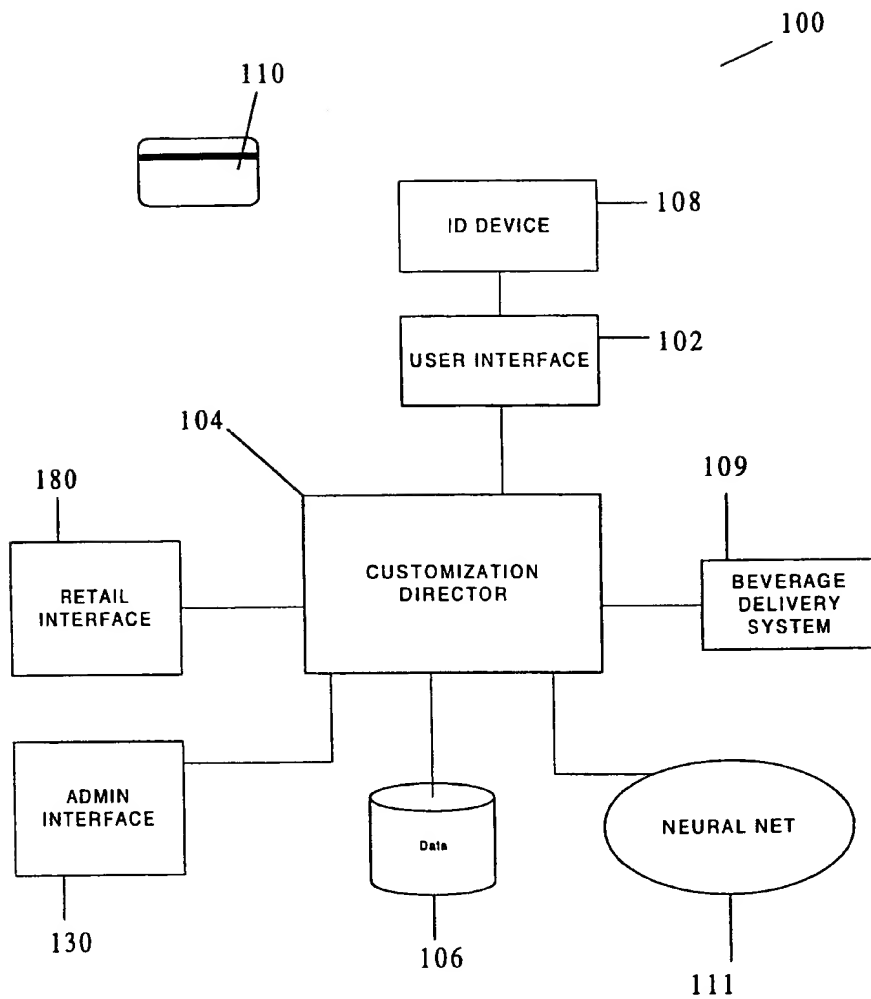 100
110
ID DEVICE
108
USER INTERFACE
102
104
180
109
RETAIL
INTERFACE
CUSTOMIZATION
DIRECTOR
BEVERAGE
DELIVERY
SYSTEM
ADMIN
INTERFACE
Data
NEURAL NET
130
106
111